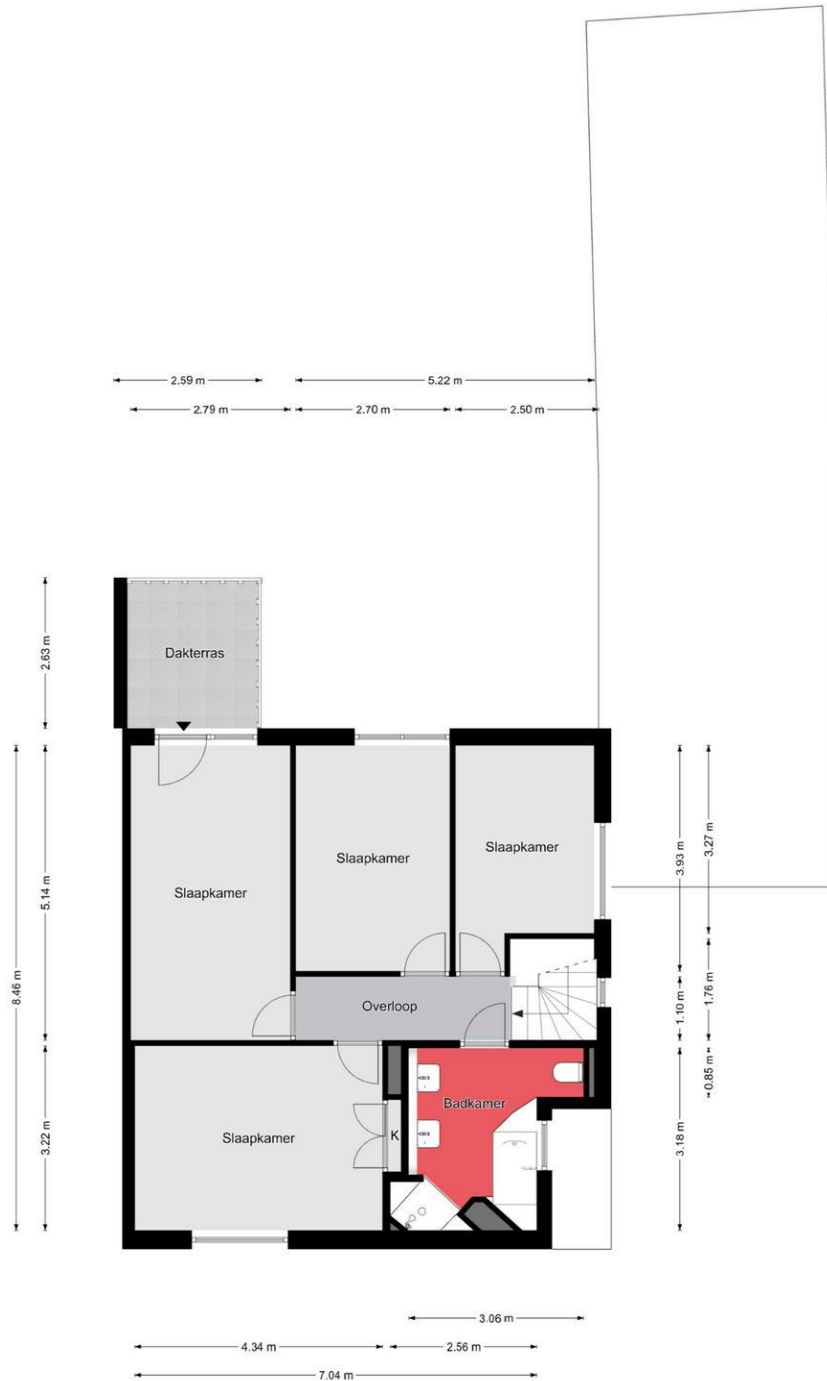 2.59 m
5.22 m
2.79 m
2.70 m
2.50 m
2.63 m
Dakterras
8.46 m
5.14 m
3.22 m
Slaapkamer
Slaapkamer
Slaapkamer
3.93 m
3.27 m
1.10 m
1.76 m
0.85 m
3.18 m
Overloop
Badkamer
Slaapkamer
K
3.06 m
4.34 m
2.56 m
7.04 m